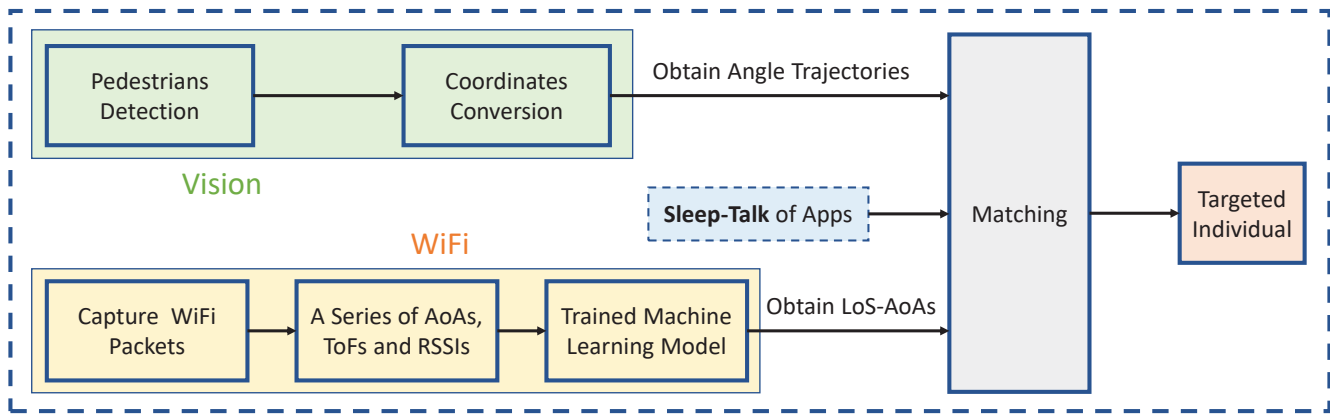 Pedestrians
Detection
Coordinates
Conversion
Obtain Angle Trajectories
Vision
Sleep-Talk of Apps
Matching
Targeted
Individual
WiFi
Capture WiFi
Packets
A Series of AoAs,
ToFs and RSSIs
Trained Machine
Learning Model
Obtain LoS-AoAs